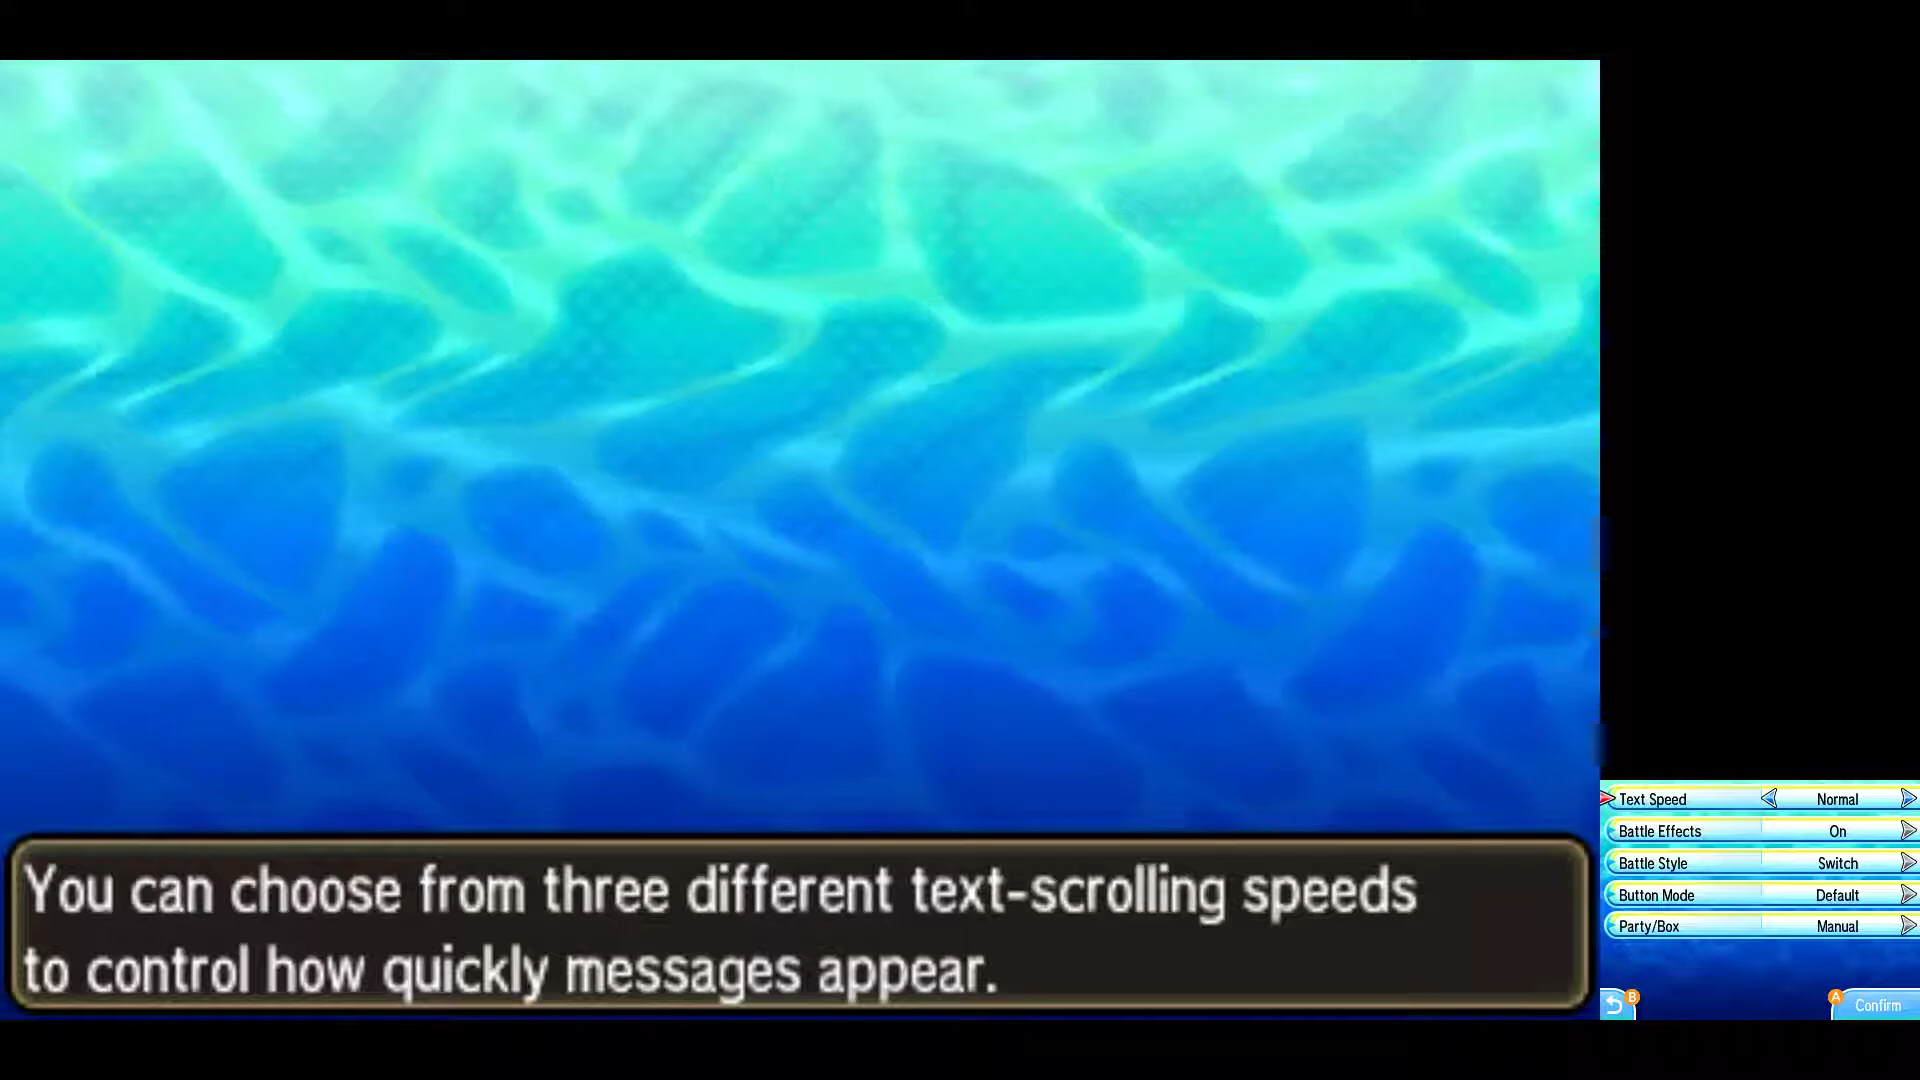 You can choose from three different text-scrolling speeds
to control how quickly messages appear.
Text Speed Normal
Battle Effects On
Battle Style Switch
Button Mode Default
Party/Box Manual
B
A Confirm